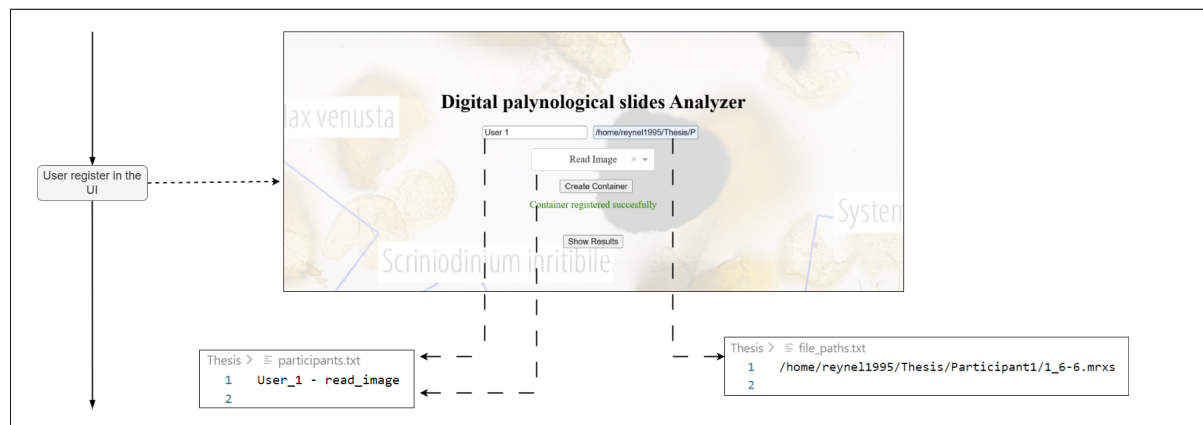 lax venusta
Digital palynological slides Analyzer
User 1
/home/reynel1995/Thesis/P
Read Image × 
Create Container
Container registered succesfully
Show Results
System
Scriniodinium inritibile
User register in the
UI
Thesis > participants.txt
1 User_1 - read_image
2
Thesis > file_paths.txt
1 /home/reynel1995/Thesis/Participant1/1_6-6.mrxs
2